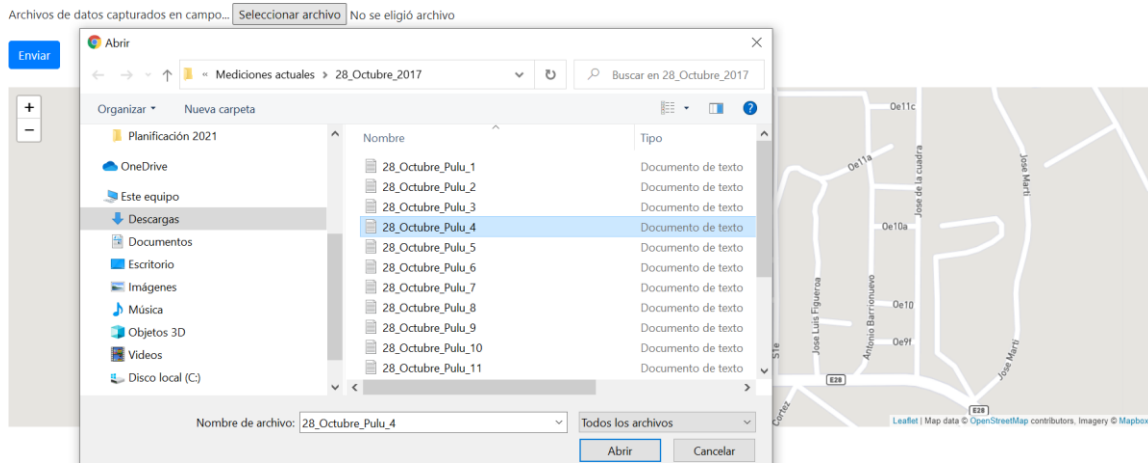 Archivos de datos capturados en campo... Seleccionar archivo No se eligió archivo
Enviar
Abrir
« Mediciones actuales > 28_Octubre_2017
Buscar en 28_Octubre_2017
Organizar Nueva carpeta
+
−
Planificación 2021
OneDrive
Este equipo
Descargas
Documentos
Escritorio
Imágenes
Música
Objetos 3D
Videos
Disco local (C:)
Nombre Tipo
28_Octubre_Pulu_1 Documento de texto
28_Octubre_Pulu_2 Documento de texto
28_Octubre_Pulu_3 Documento de texto
28_Octubre_Pulu_4 Documento de texto
28_Octubre_Pulu_5 Documento de texto
28_Octubre_Pulu_6 Documento de texto
28_Octubre_Pulu_7 Documento de texto
28_Octubre_Pulu_8 Documento de texto
28_Octubre_Pulu_9 Documento de texto
28_Octubre_Pulu_10 Documento de texto
28_Octubre_Pulu_11 Documento de texto
Nombre de archivo: 28_Octubre_Pulu_4 Todos los archivos
Abrir Cancelar
Oe11c
Oe11a
Jose de la cuadra
Jose Marti
Oe10a
Jose Luis Figueroa
Antonio Barrionuevo
Oe10
Oe9f
S1e
Jose Marti
E28
Cortez
E28
Leaflet | Map data © OpenStreetMap contributors, Imagery © Mapbox